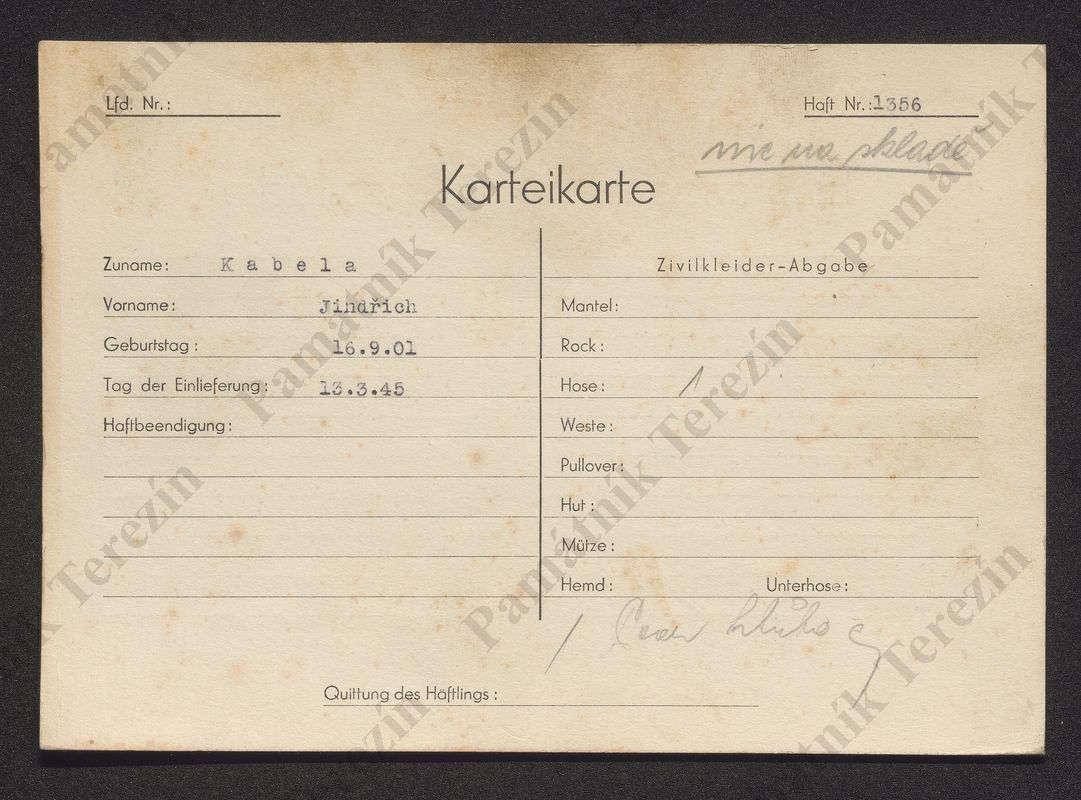 Lfd. Nr.:
Haft Nr.: 1356
nic na skladě
Karteikarte
Zuname: Kabela
Vorname: Jindřich
Geburtstag: 16.9.01
Tag der Einlieferung: 13.3.45
Haftbeendigung:
Zivilkleider-Abgabe
Mantel:
Rock:
Hose: 1
Weste:
Pullover:
Hut:
Mütze:
Hemd: Unterhose:
Quittung des Häftlings:
Památník Terezín